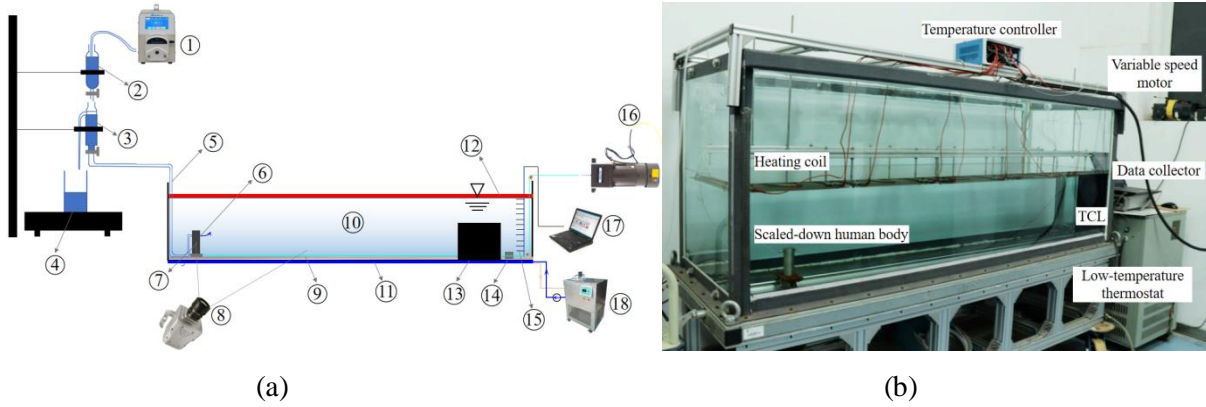 ①
②
③
④
⑤
⑥
⑦
⑧
⑨
⑩
⑪
⑫
⑬
⑭
⑮
⑯
⑰
⑱
(a)
Temperature controller
Variable speed
motor
Heating coil
Data collector
TCL
Scaled-down human body
Low-temperature
thermostat
(b)